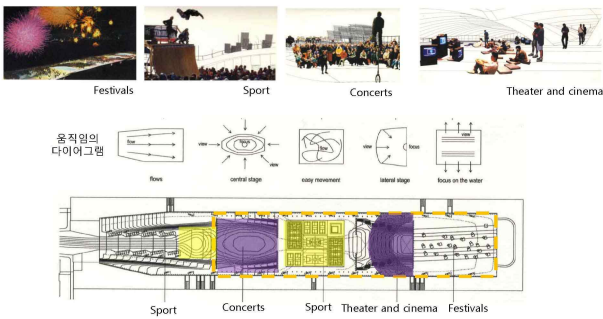 Festivals
Sport
Concerts
Theater and cinema
움직임의
다이어그램
flow
view
focus
view
flow
view
focus
view
flows
central stage
easy movement
lateral stage
focus on the water
Sport
Concerts
Sport
Theater and cinema
Festivals